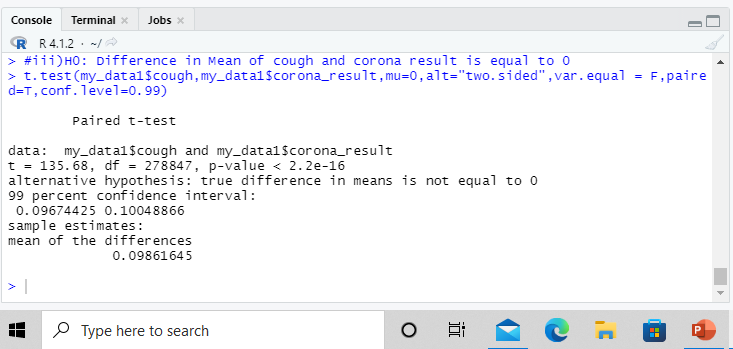 Console Terminal × Jobs ×
R R 4.1.2 · ~/
> #iii)H0: Difference in Mean of cough and corona result is equal to 0
> t.test(my_data1$cough,my_data1$corona_result,mu=0,alt="two.sided",var.equal = F,paire
d=T,conf.level=0.99)
Paired t-test
data:  my_data1$cough and my_data1$corona_result
t = 135.68, df = 278847, p-value < 2.2e-16
alternative hypothesis: true difference in means is not equal to 0
99 percent confidence interval:
0.09674425 0.10048866
sample estimates:
mean of the differences
0.09861645
>
Type here to search
P